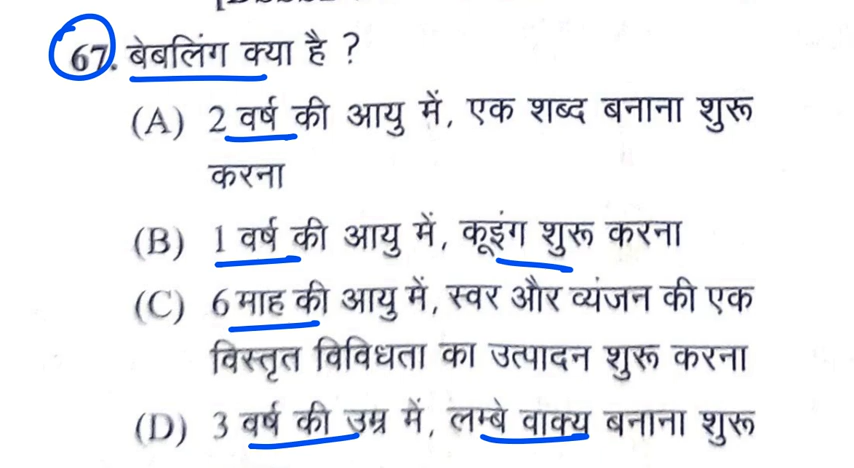 67. बेबलिंग क्या है ?
(A) 2 वर्ष की आयु में, एक शब्द बनाना शुरू
करना
(B) 1 वर्ष की आयु में, कूइंग शुरू करना
(C) 6 माह की आयु में, स्वर और व्यंजन की एक
विस्तृत विविधता का उत्पादन शुरू करना
(D) 3 वर्ष की उम्र में, लम्बे वाक्य बनाना शुरू